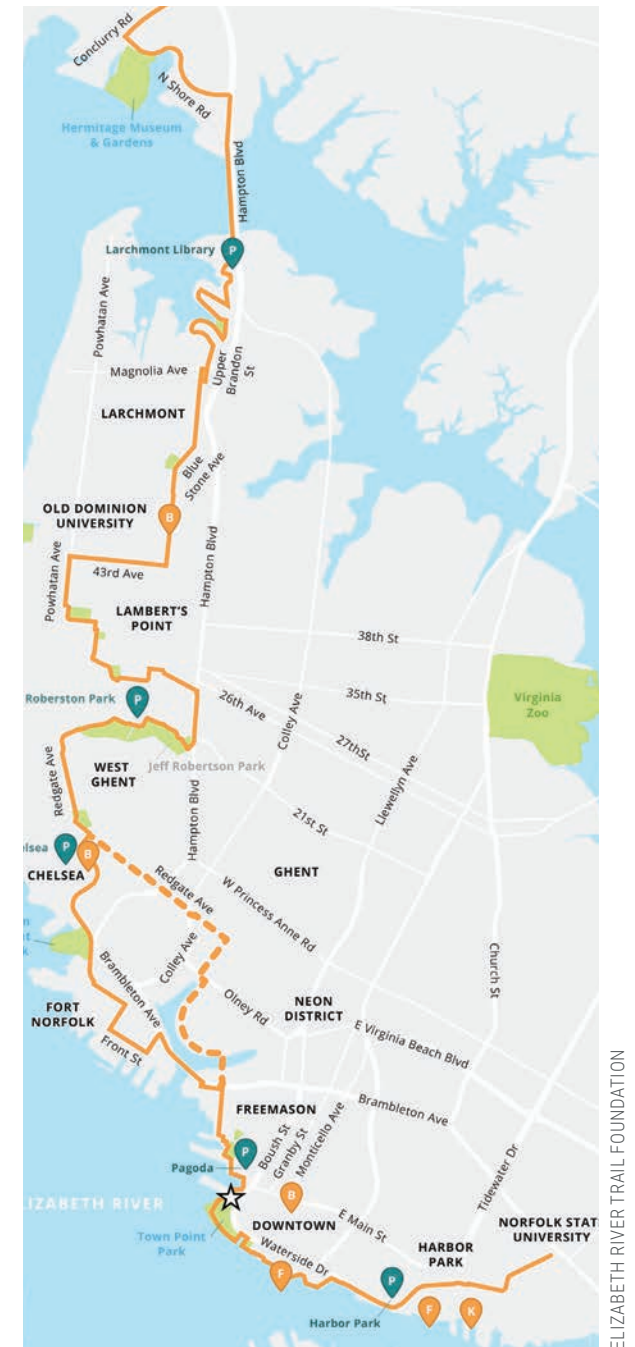 Conclurry Rd
N Shore Rd
Hermitage Museum
& Gardens
Hampton Blvd
Larchmont Library
P
Powhatan Ave
Magnolia Ave
Upper
Brandon
St
LARCHMONT
Blue
Stone Ave
OLD DOMINION
UNIVERSITY
B
Hampton Blvd
43rd Ave
Powhatan Ave
LAMBERT'S
POINT
38th St
Roberston Park
P
26th Ave
35th St
Virginia
Zoo
Colley Ave
27thSt
WEST
GHENT
Jeff Robertson Park
Redgate Ave
Hampton Blvd
Llewellyn Ave
21st St
elsea
P
B
CHELSEA
Redgate Ave
GHENT
W Princess Anne Rd
Church St
Colley Ave
Brambleton Ave
Olney Rd
NEON
DISTRICT
FORT
NORFOLK
Front St
E Virginia Beach Blvd
FREEMASON
Brambleton Ave
Boush St
Granby St
Monticello Ave
Pagoda
P
Tidewater Dr
LIZABETH RIVER
B
DOWNTOWN
E Main St
NORFOLK STAT
UNIVERSITY
Town Point
Park
Waterside Dr
HARBOR
PARK
F
P
Harbor Park
F
K
ELIZABETH RIVER TRAIL FOUNDATION